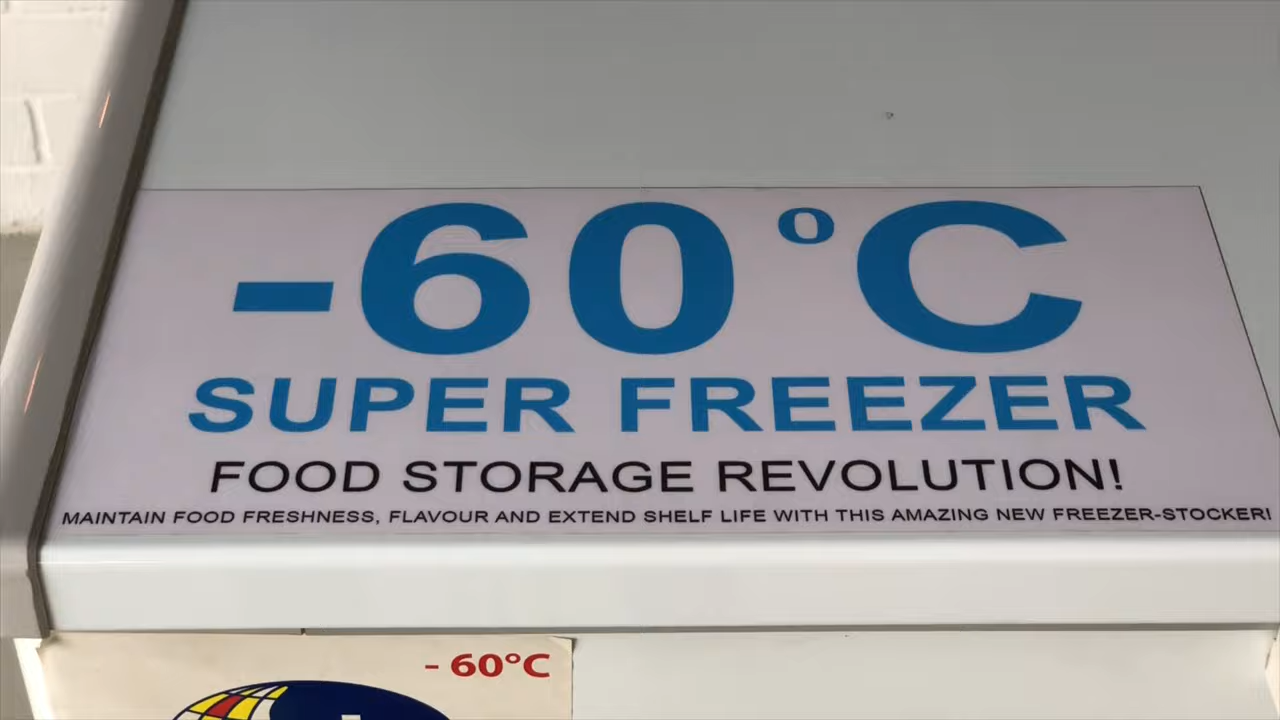 -60°C
SUPER FREEZER
FOOD STORAGE REVOLUTION!
MAINTAIN FOOD FRESHNESS, FLAVOUR AND EXTEND SHELF LIFE WITH THIS AMAZING NEW FREEZER-STOCKER!
- 60°C